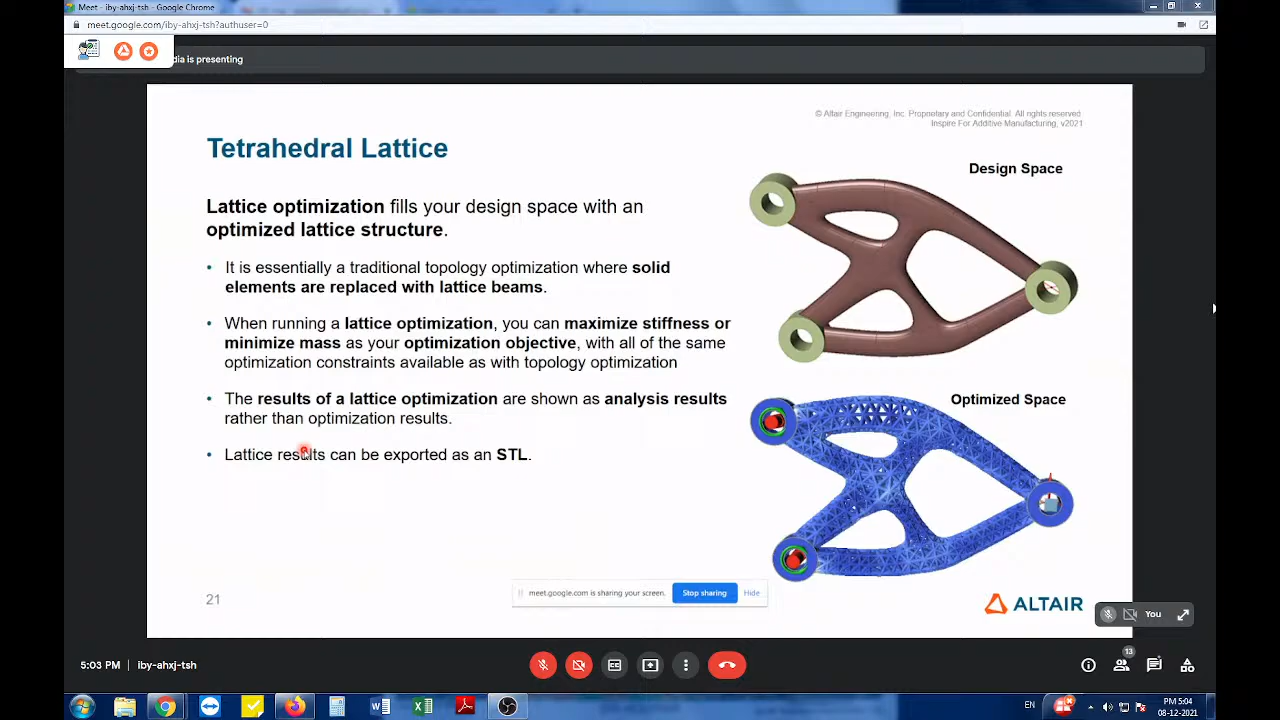 Meet - iby-ahxj-tsh - Google Chrome
meet.google.com/iby-ahxj-tsh?authuser=0
dia is presenting
© Altair Engineering, Inc. Proprietary and Confidential. All rights reserved
Inspire For Additive Manufacturing, v2021
Tetrahedral Lattice
Design Space
Lattice optimization fills your design space with an
optimized lattice structure.
• It is essentially a traditional topology optimization where solid
elements are replaced with lattice beams.
• When running a lattice optimization, you can maximize stiffness or
minimize mass as your optimization objective, with all of the same
optimization constraints available as with topology optimization
• The results of a lattice optimization are shown as analysis results
rather than optimization results.
Optimized Space
• Lattice results can be exported as an STL.
meet.google.com is sharing your screen.
Stop sharing
Hide
21
ALTAIR
You
5:03 PM
iby-ahxj-tsh
13
EN
PM 5:04
08-12-2021